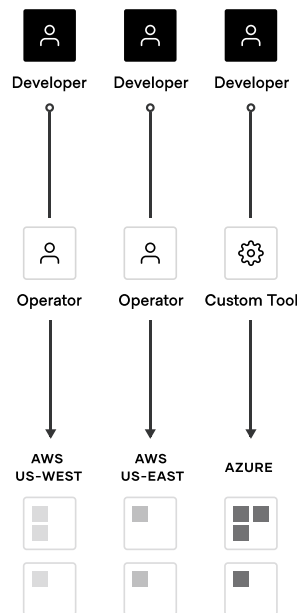 Developer Developer Developer
Operator Operator Custom Tool
AWS
US-WEST
AWS
US-EAST
AZURE